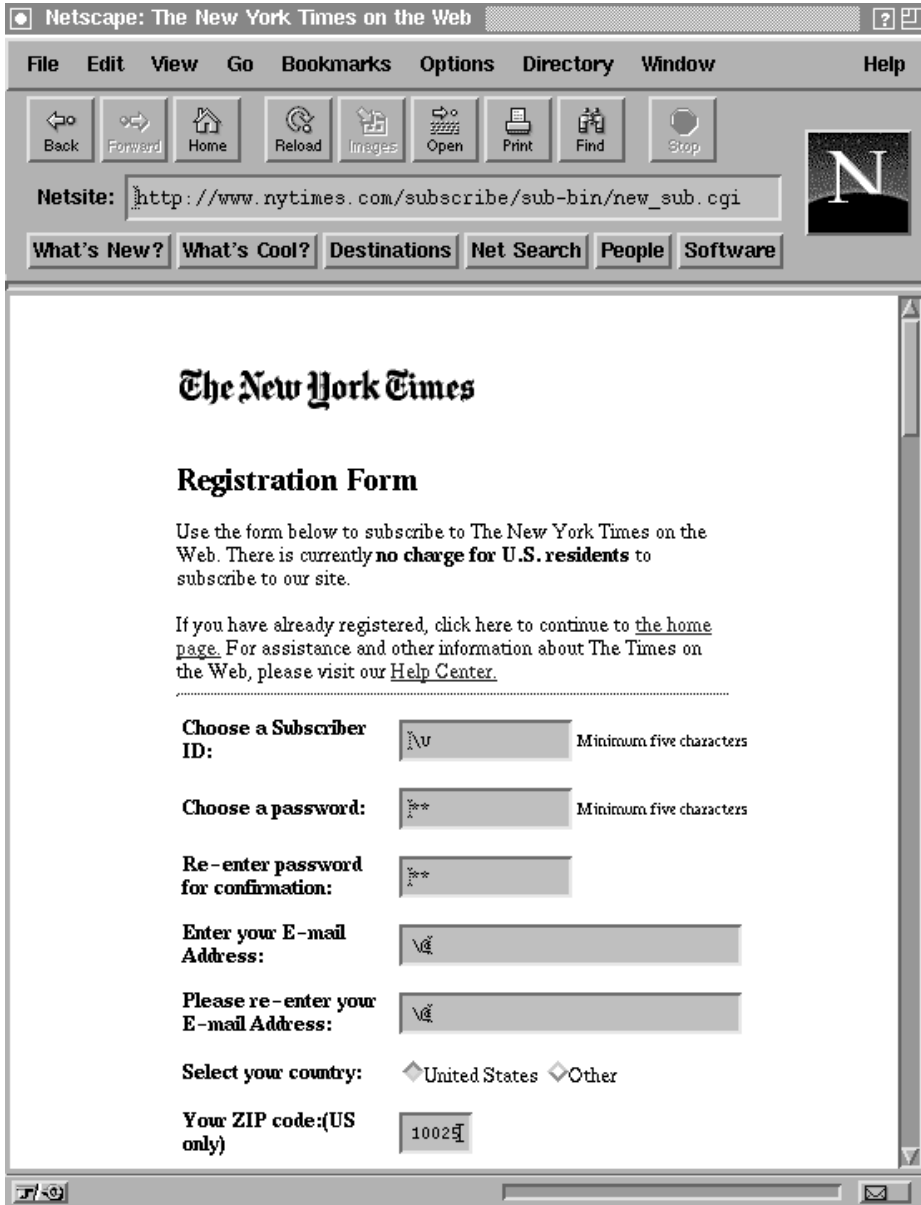 Netscape: The New York Times on the Web
?
File Edit View Go Bookmarks Options Directory Window Help
Back Forward Home Reload Images Open Print Find Stop
N
Netsite: http://www.nytimes.com/subscribe/sub-bin/new_sub.cgi
What's New? What's Cool? Destinations Net Search People Software
The New York Times
Registration Form
Use the form below to subscribe to The New York Times on the
Web. There is currently no charge for U.S. residents to
subscribe to our site.
If you have already registered, click here to continue to the home
page. For assistance and other information about The Times on
the Web, please visit our Help Center.
Choose a Subscriber
ID:
\υ Minimum five characters
Choose a password: ** Minimum five characters
Re-enter password
for confirmation:
**
Enter your E-mail
Address:
\@
Please re-enter your
E-mail Address:
\@
Select your country: United States Other
Your ZIP code:(US
only)
10025